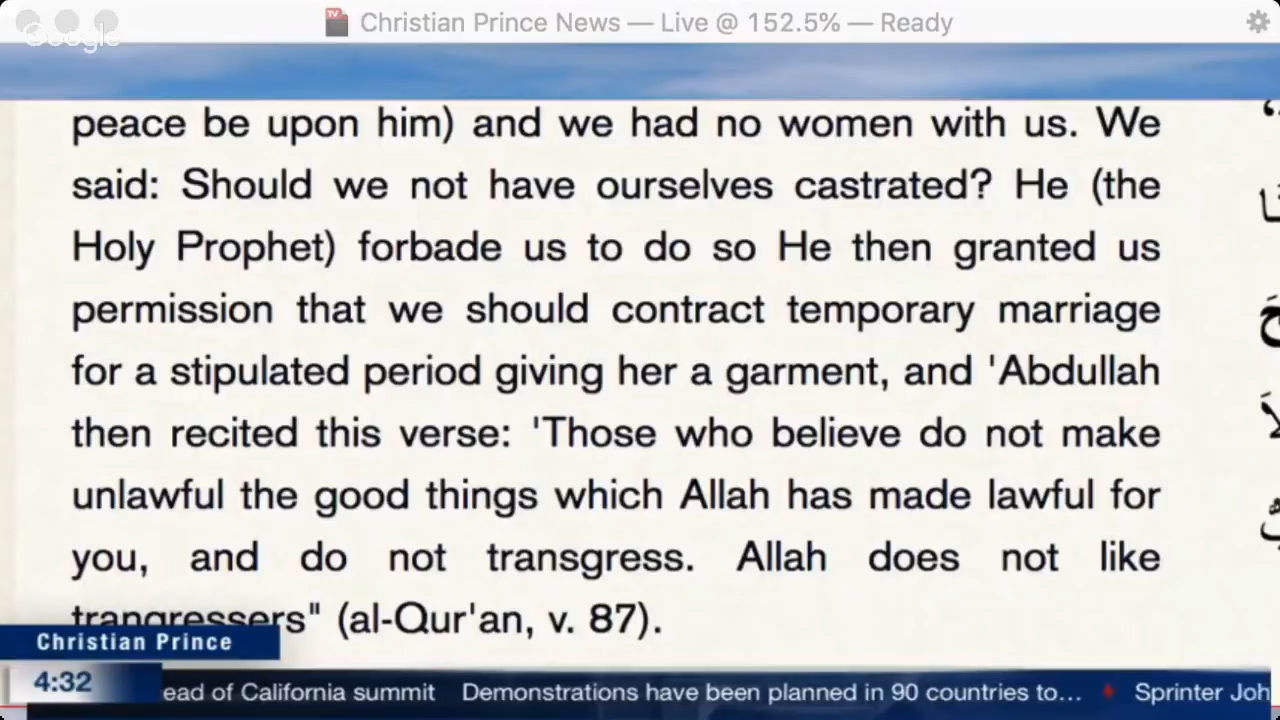 Christian Prince News — Live @ 152.5% — Ready
Google
peace be upon him) and we had no women with us. We
said: Should we not have ourselves castrated? He (the
Holy Prophet) forbade us to do so He then granted us
permission that we should contract temporary marriage
for a stipulated period giving her a garment, and 'Abdullah
then recited this verse: 'Those who believe do not make
unlawful the good things which Allah has made lawful for
you, and do not transgress. Allah does not like
trangressers" (al-Qur'an, v. 87).
Christian Prince
4:32
ead of California summit Demonstrations have been planned in 90 countries to... Sprinter Joh